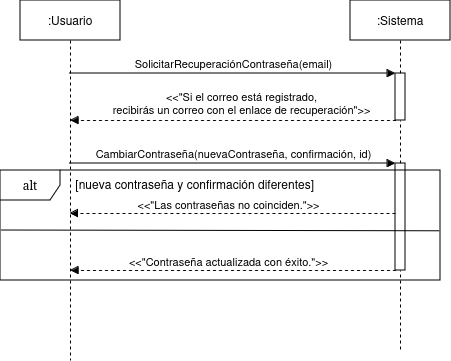 :Usuario
:Sistema
SolicitarRecuperaciónContraseña(email)
<<"Si el correo está registrado,
recibirás un correo con el enlace de recuperación">>
CambiarContraseña(nuevaContraseña, confirmación, id)
alt
[nueva contraseña y confirmación diferentes]
<<"Las contraseñas no coinciden.">>
<<"Contraseña actualizada con éxito.">>